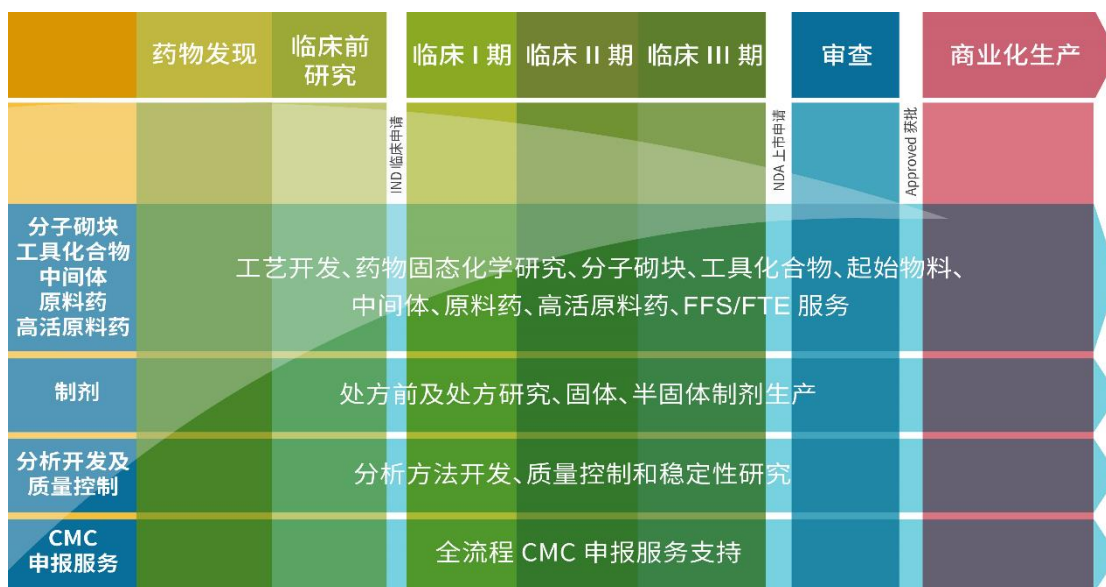 药物发现
临床前
研究
临床 I 期
临床 II 期
临床 III 期
审查
商业化生产
IND 临床申请
NDA 上市申请
Approved 获批
分子砌块
工具化合物
中间体
原料药
高活原料药
工艺开发、药物固态化学研究、分子砌块、工具化合物、起始物料、
中间体、原料药、高活原料药、FFS/FTE 服务
制剂
处方前及处方研究、固体、半固体制剂生产
分析开发及
质量控制
分析方法开发、质量控制和稳定性研究
CMC
申报服务
全流程 CMC 申报服务支持